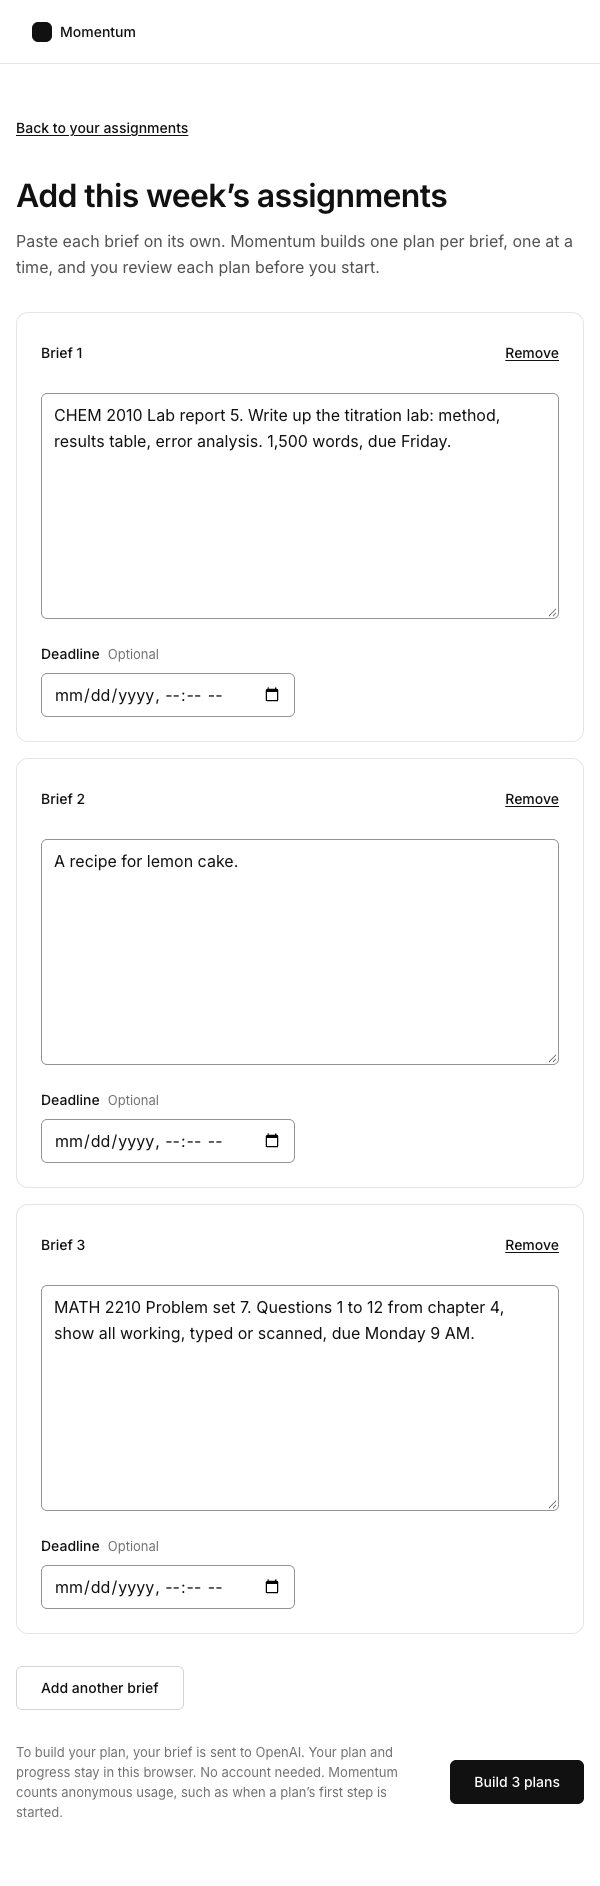 Momentum
Back to your assignments
Add this week’s assignments
Paste each brief on its own. Momentum builds one plan per brief, one at a
time, and you review each plan before you start.
Brief 1
Remove
CHEM 2010 Lab report 5. Write up the titration lab: method,
results table, error analysis. 1,500 words, due Friday.
Deadline Optional
mm/dd/yyyy, --:-- --
Brief 2
Remove
A recipe for lemon cake.
Deadline Optional
mm/dd/yyyy, --:-- --
Brief 3
Remove
MATH 2210 Problem set 7. Questions 1 to 12 from chapter 4,
show all working, typed or scanned, due Monday 9 AM.
Deadline Optional
mm/dd/yyyy, --:-- --
Add another brief
To build your plan, your brief is sent to OpenAI. Your plan and
progress stay in this browser. No account needed. Momentum
counts anonymous usage, such as when a plan’s first step is
started.
Build 3 plans